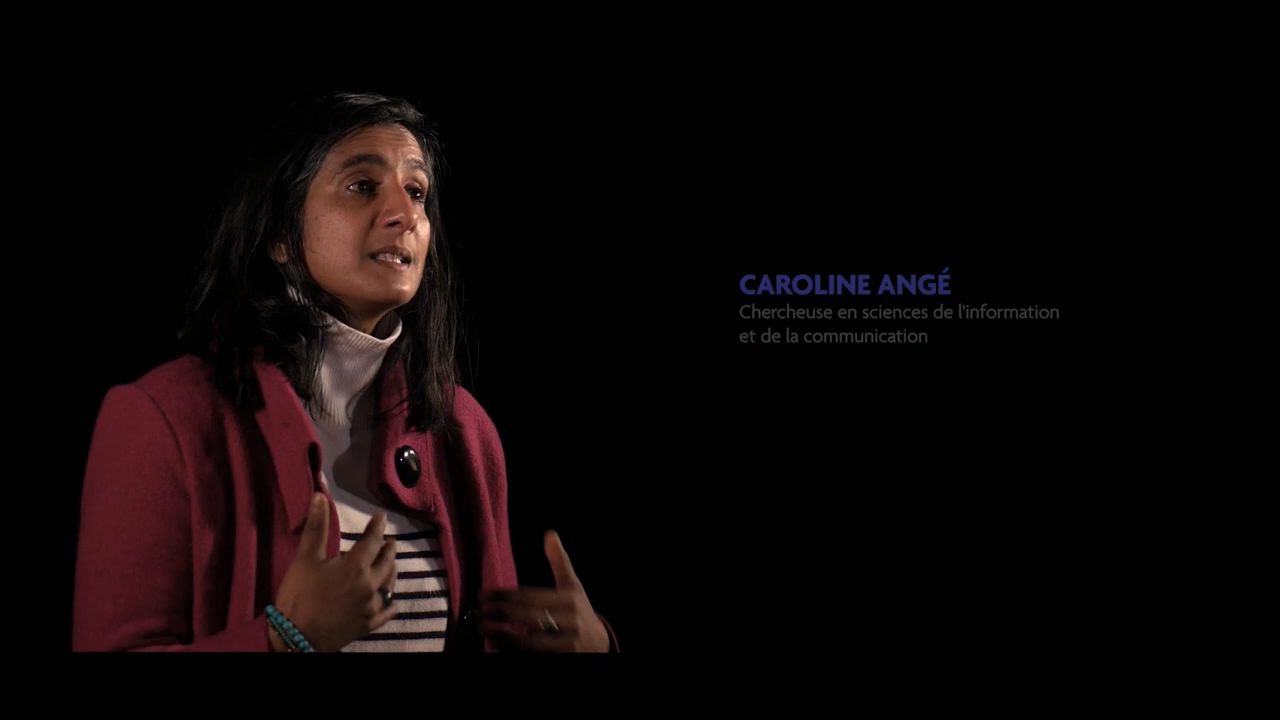 CAROLINE ANGÉ
Chercheuse en sciences de l'information
et de la communication